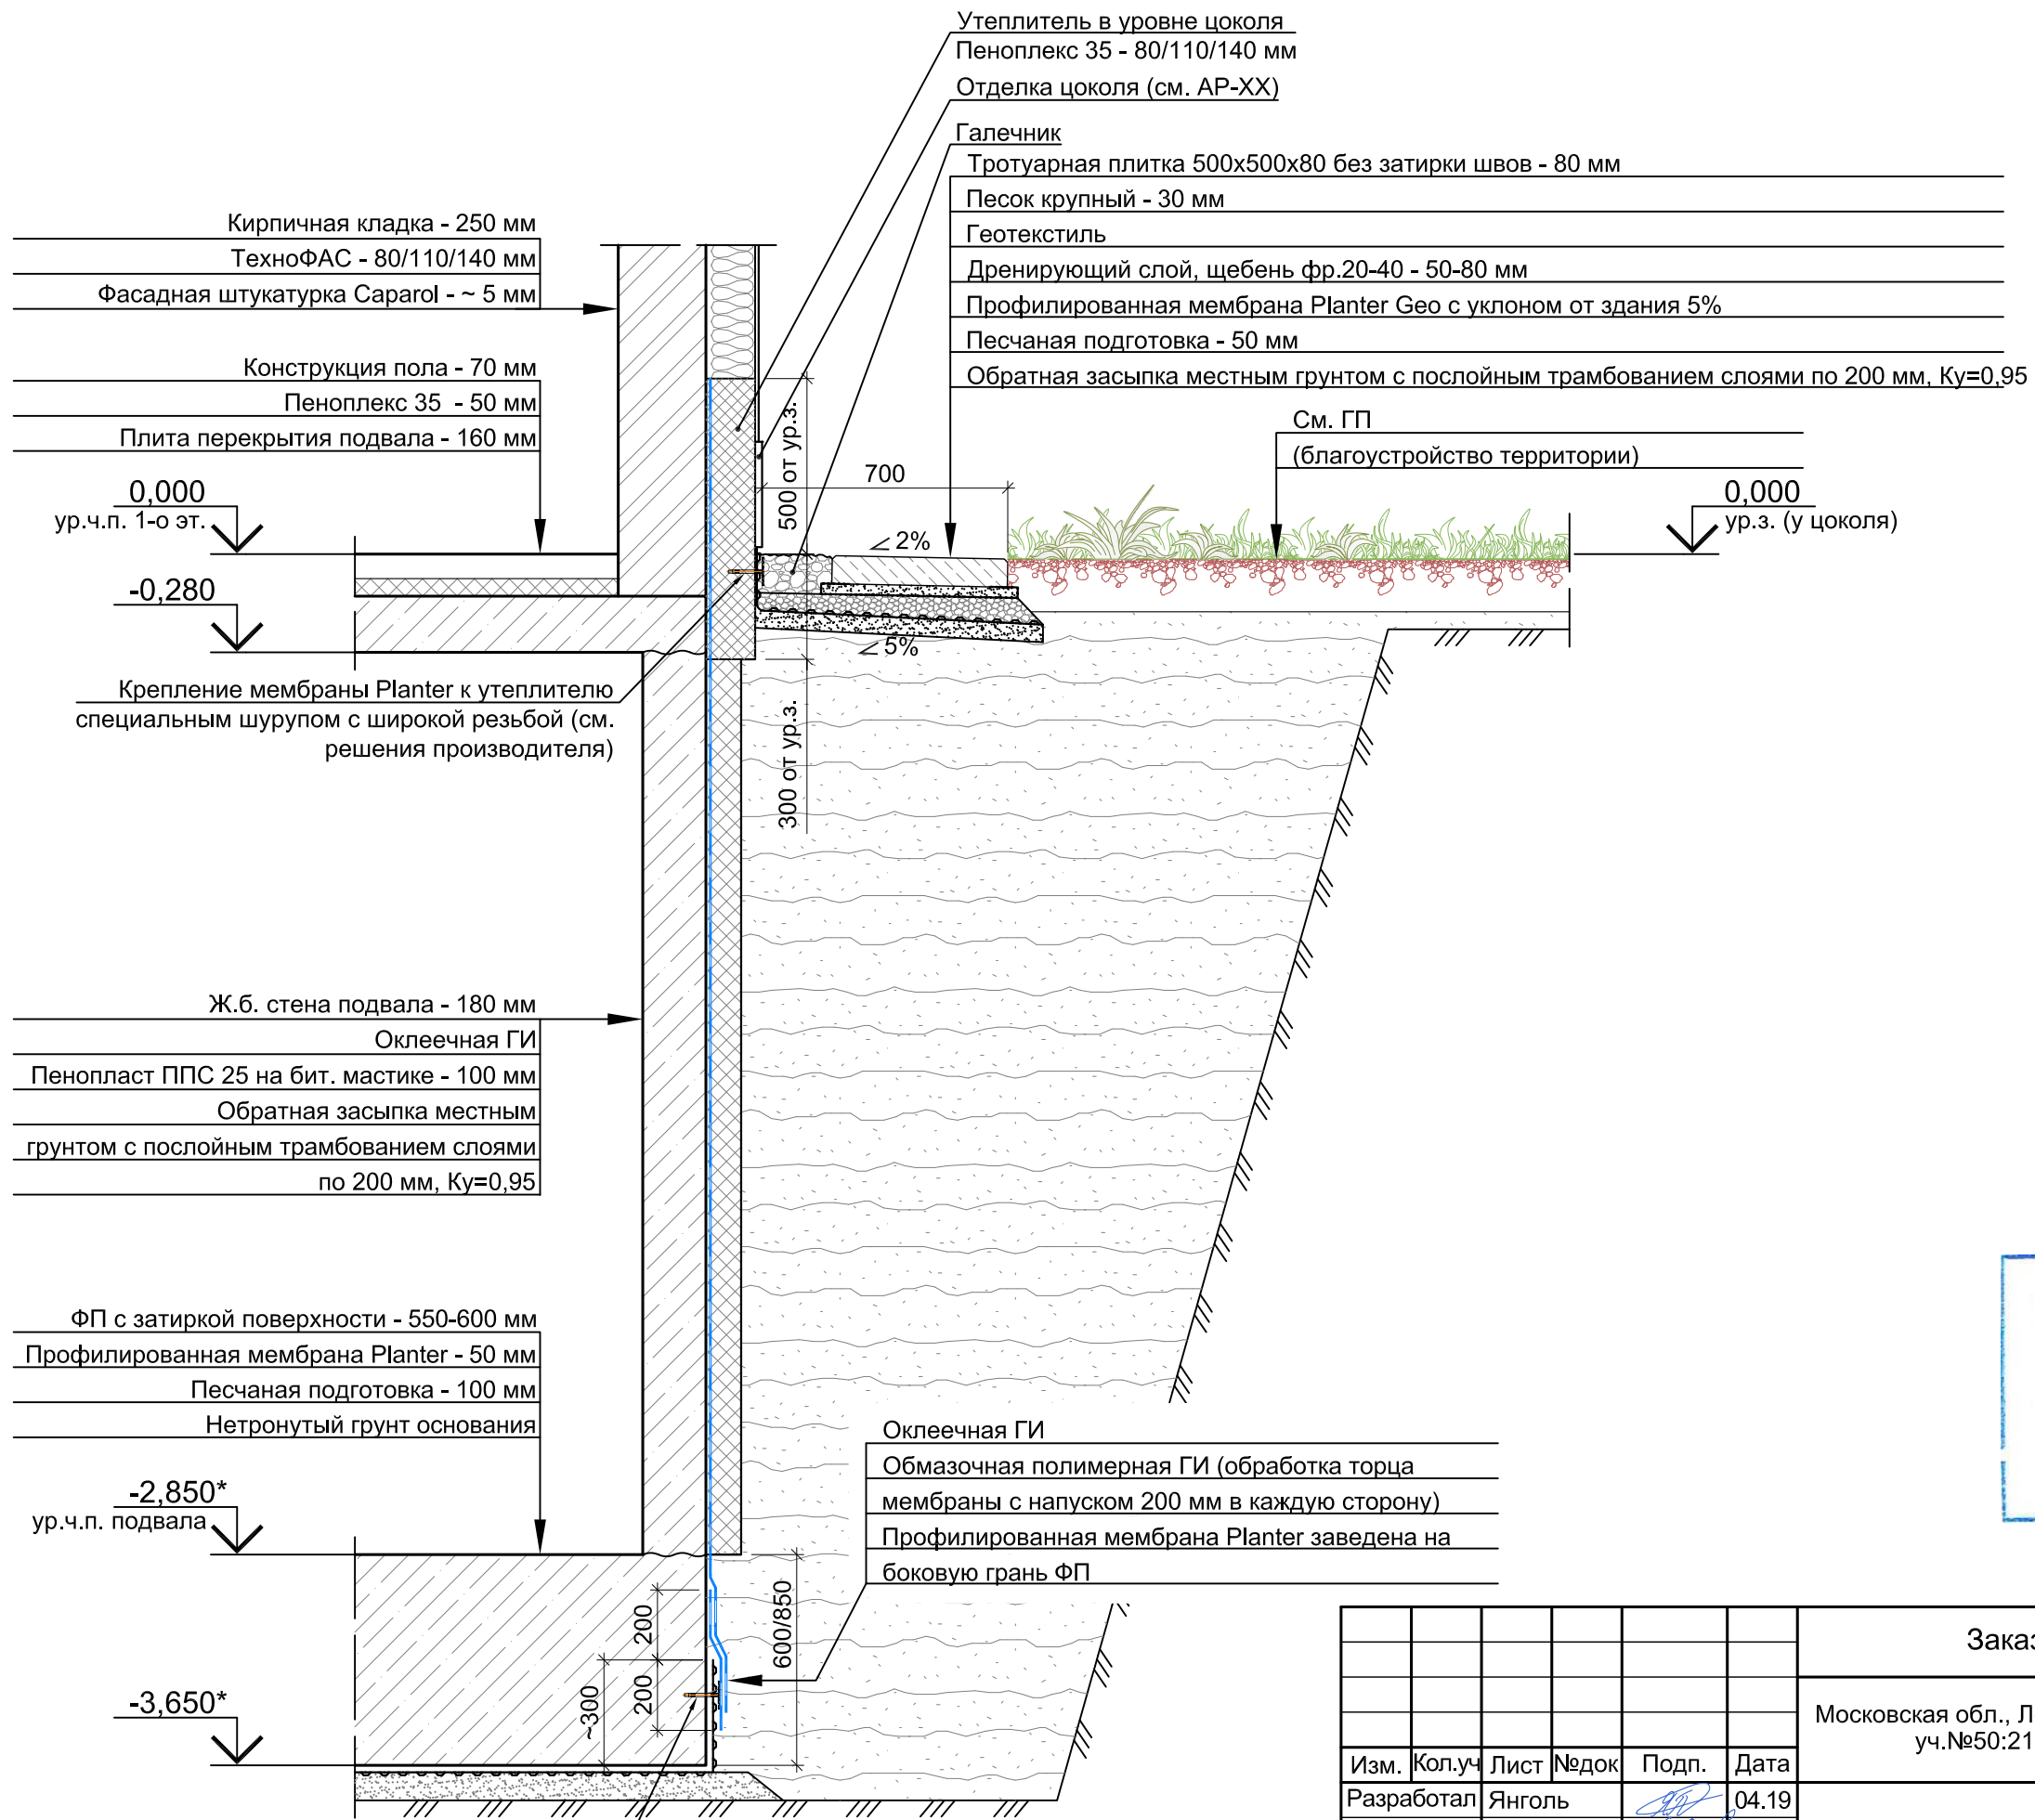 Утеплитель в уровне цоколя
Пеноплекс 35 - 80/110/140 мм
Отделка цоколя (см. АР-ХХ)
Галечник
Тротуарная плитка 500х500х80 без затирки швов - 80 мм
Песок крупный - 30 мм
Геотекстиль
Дренирующий слой, щебень фр.20-40 - 50-80 мм
Профилированная мембрана Planter Geo с уклоном от здания 5%
Песчаная подготовка - 50 мм
Обратная засыпка местным грунтом с послойным трамбованием слоями по 200 мм, Ку=0,95
Кирпичная кладка - 250 мм
ТехноФАС - 80/110/140 мм
Фасадная штукатурка Caparol - ~ 5 мм
Конструкция пола - 70 мм
Пеноплекс 35 - 50 мм
Плита перекрытия подвала - 160 мм
См. ГП
(благоустройство территории)
0,000
ур.ч.п. 1-о эт.
-0,280
500 от ур.з.
700
2%
5%
300 от ур.з.
0,000
ур.з. (у цоколя)
Крепление мембраны Planter к утеплителю
специальным шурупом с широкой резьбой (см.
решения производителя)
Ж.б. стена подвала - 180 мм
Оклеечная ГИ
Пенопласт ППС 25 на бит. мастике - 100 мм
Обратная засыпка местным
грунтом с послойным трамбованием слоями
по 200 мм, Ку=0,95
ФП с затиркой поверхности - 550-600 мм
Профилированная мембрана Planter - 50 мм
Песчаная подготовка - 100 мм
Нетронутый грунт основания
-2,850*
ур.ч.п. подвала
-3,650*
Оклеечная ГИ
Обмазочная полимерная ГИ (обработка торца
мембраны с напуском 200 мм в каждую сторону)
Профилированная мембрана Planter заведена на
боковую грань ФП
200
200
~300
600/850
Заказ
Московская обл., Л
уч.№50:21
Изм. Кол.уч Лист №док Подп. Дата
Разработал Янголь 04.19